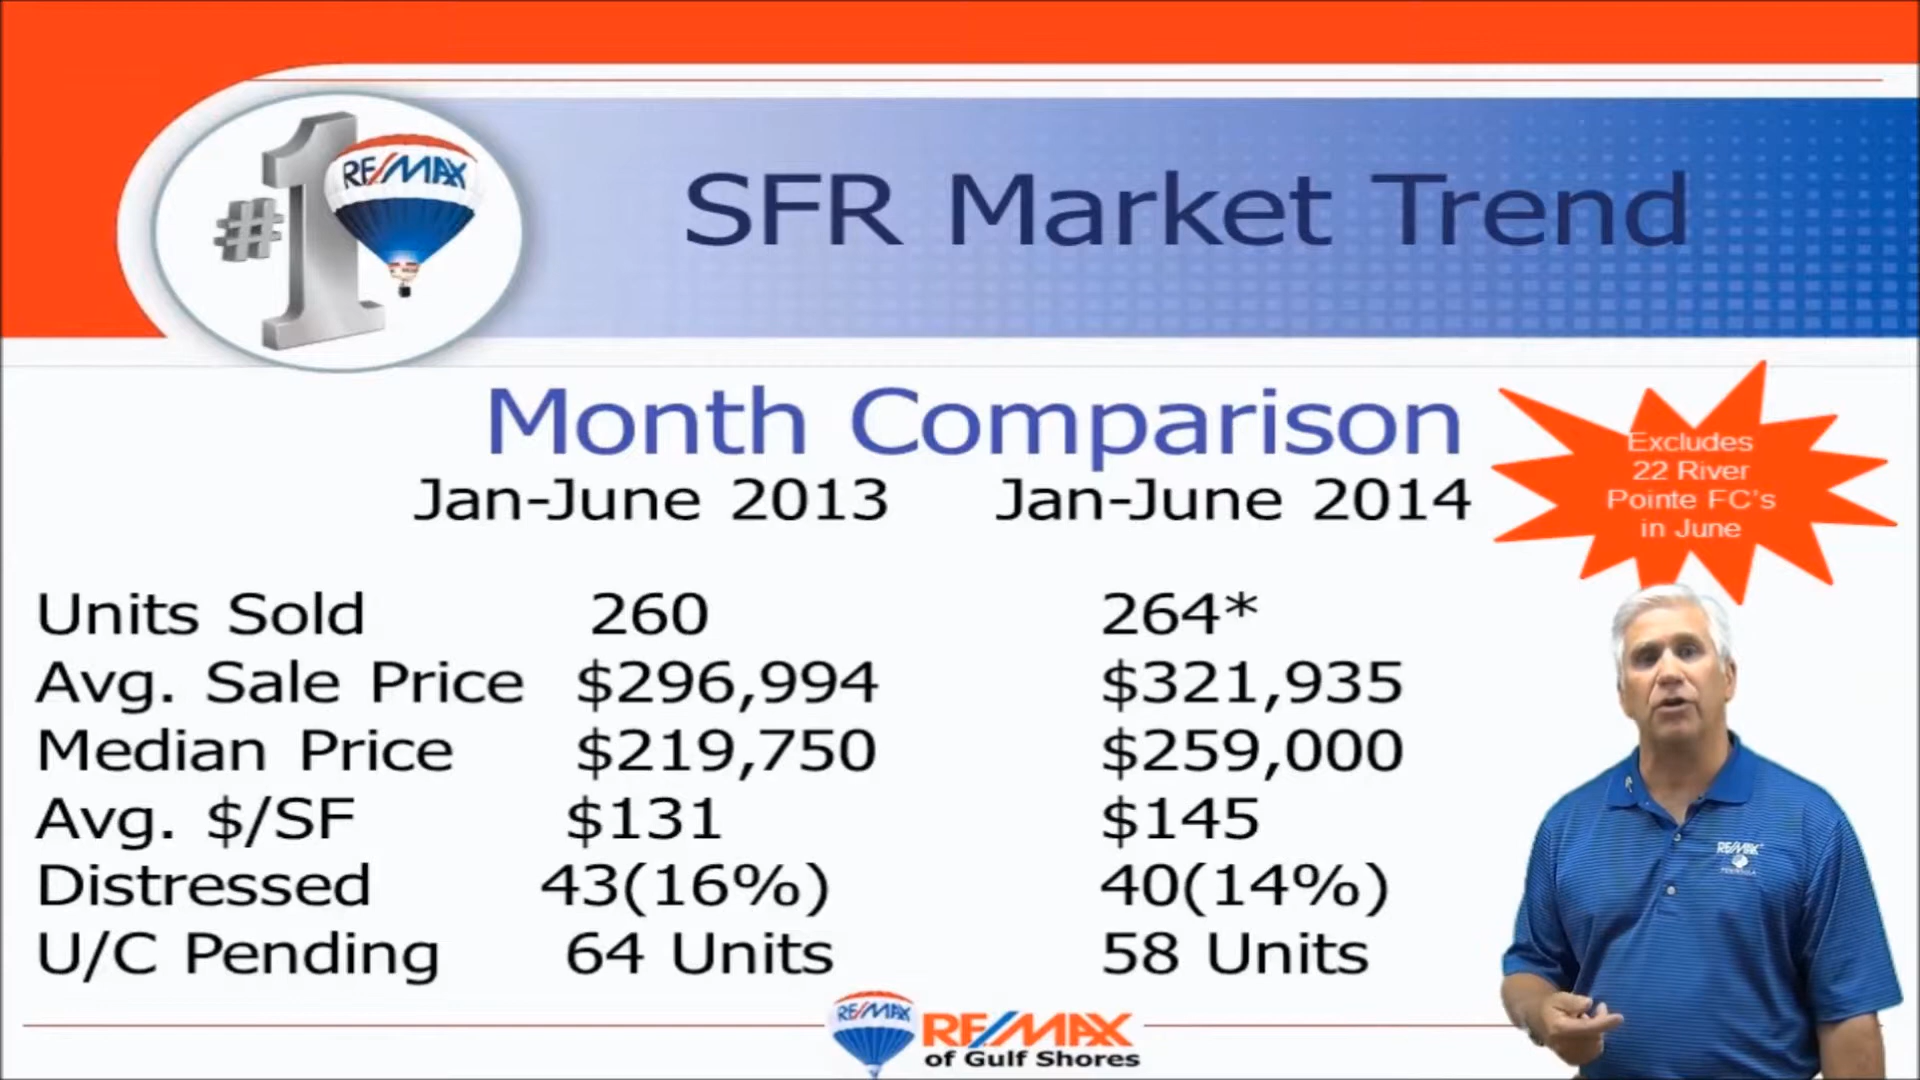 #1
RE/MAX
SFR Market Trend
Month Comparison
Jan-June 2013 Jan-June 2014
Excludes
22 River
Pointe FC's
in June
Units Sold 260 264*
Avg. Sale Price $296,994 $321,935
Median Price $219,750 $259,000
Avg. $/SF $131 $145
Distressed 43(16%) 40(14%)
U/C Pending 64 Units 58 Units
RE/MAX
RE/MAX
RE/MAX
of Gulf Shores